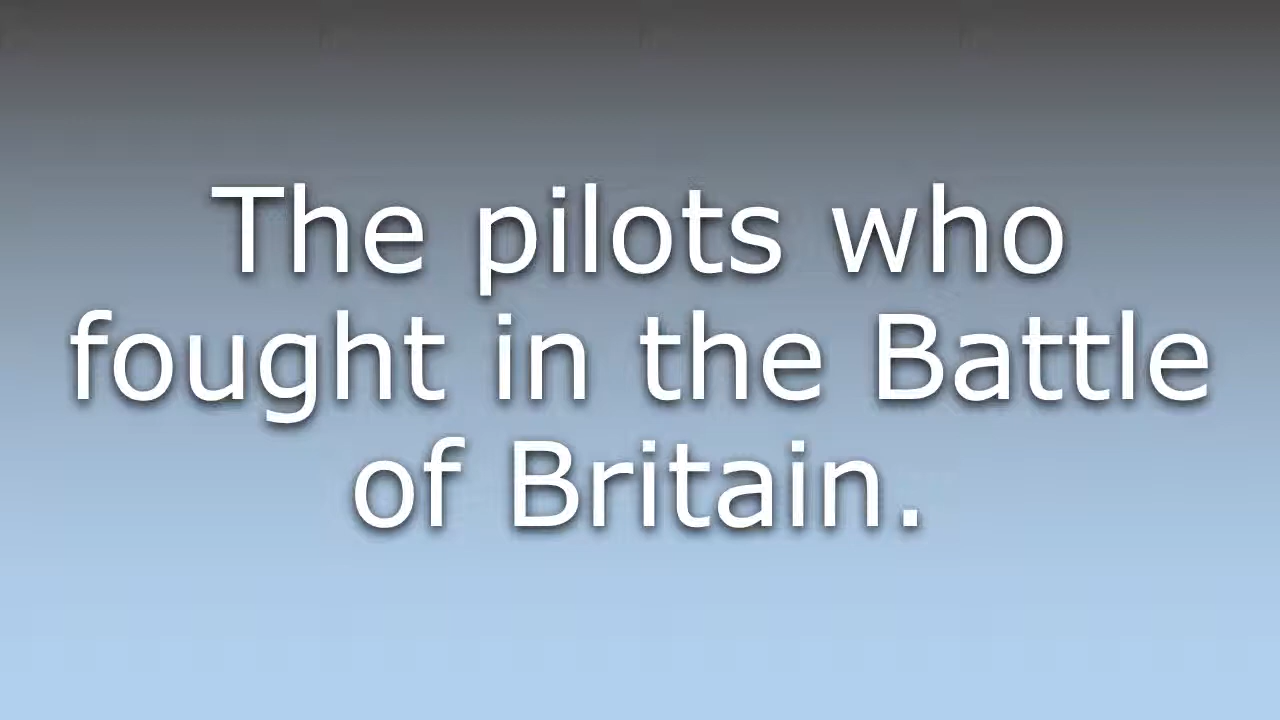 The pilots who
fought in the Battle
of Britain.